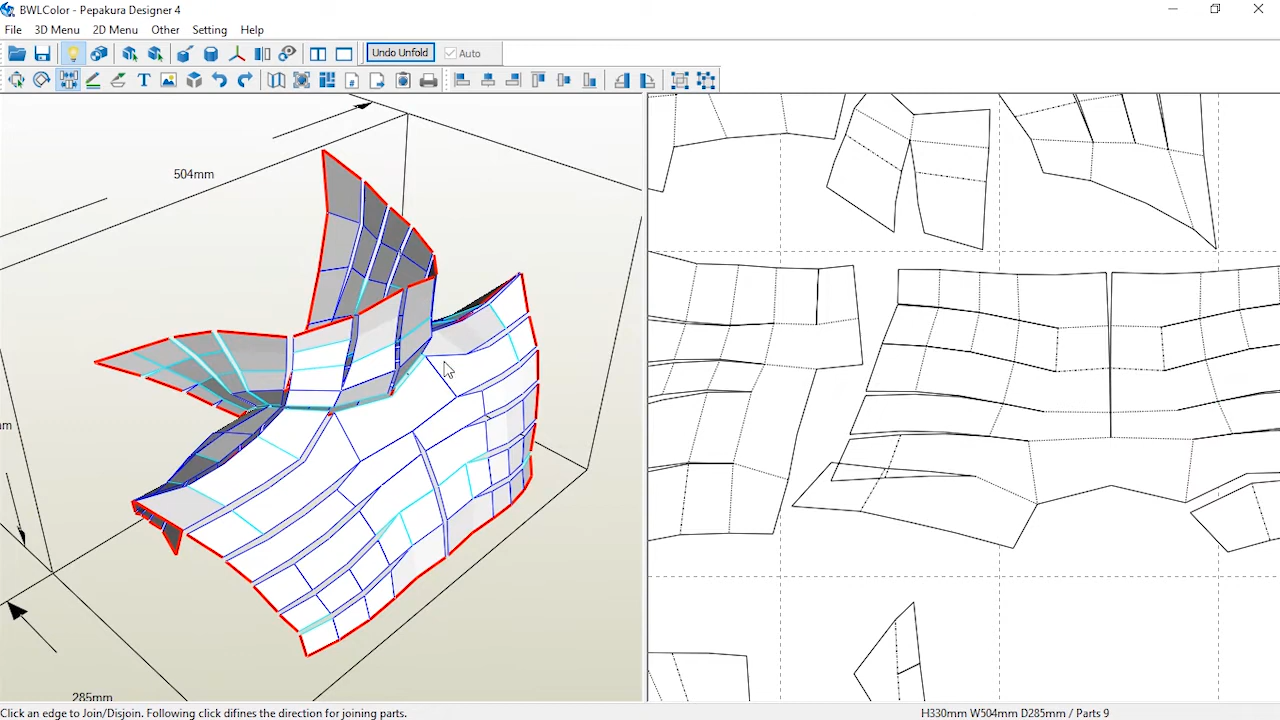 BWLColor - Pepakura Designer 4
File 3D Menu 2D Menu Other Setting Help
Undo Unfold Auto
504mm
285mm
Click an edge to Join/Disjoin. Following click difines the direction for joining parts.
H330mm W504mm D285mm / Parts 9